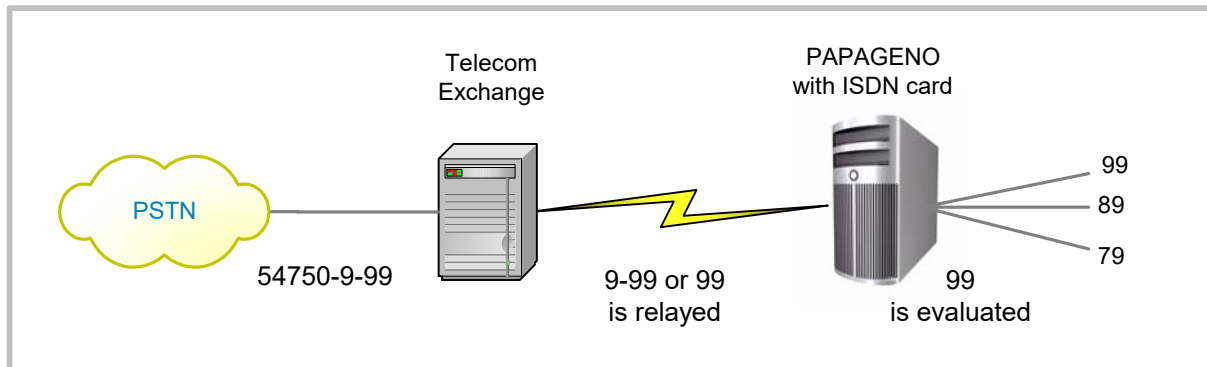 Telecom
Exchange
PAPAGENO
with ISDN card
PSTN
54750-9-99
9-99 or 99
is relayed
99
is evaluated
99
89
79